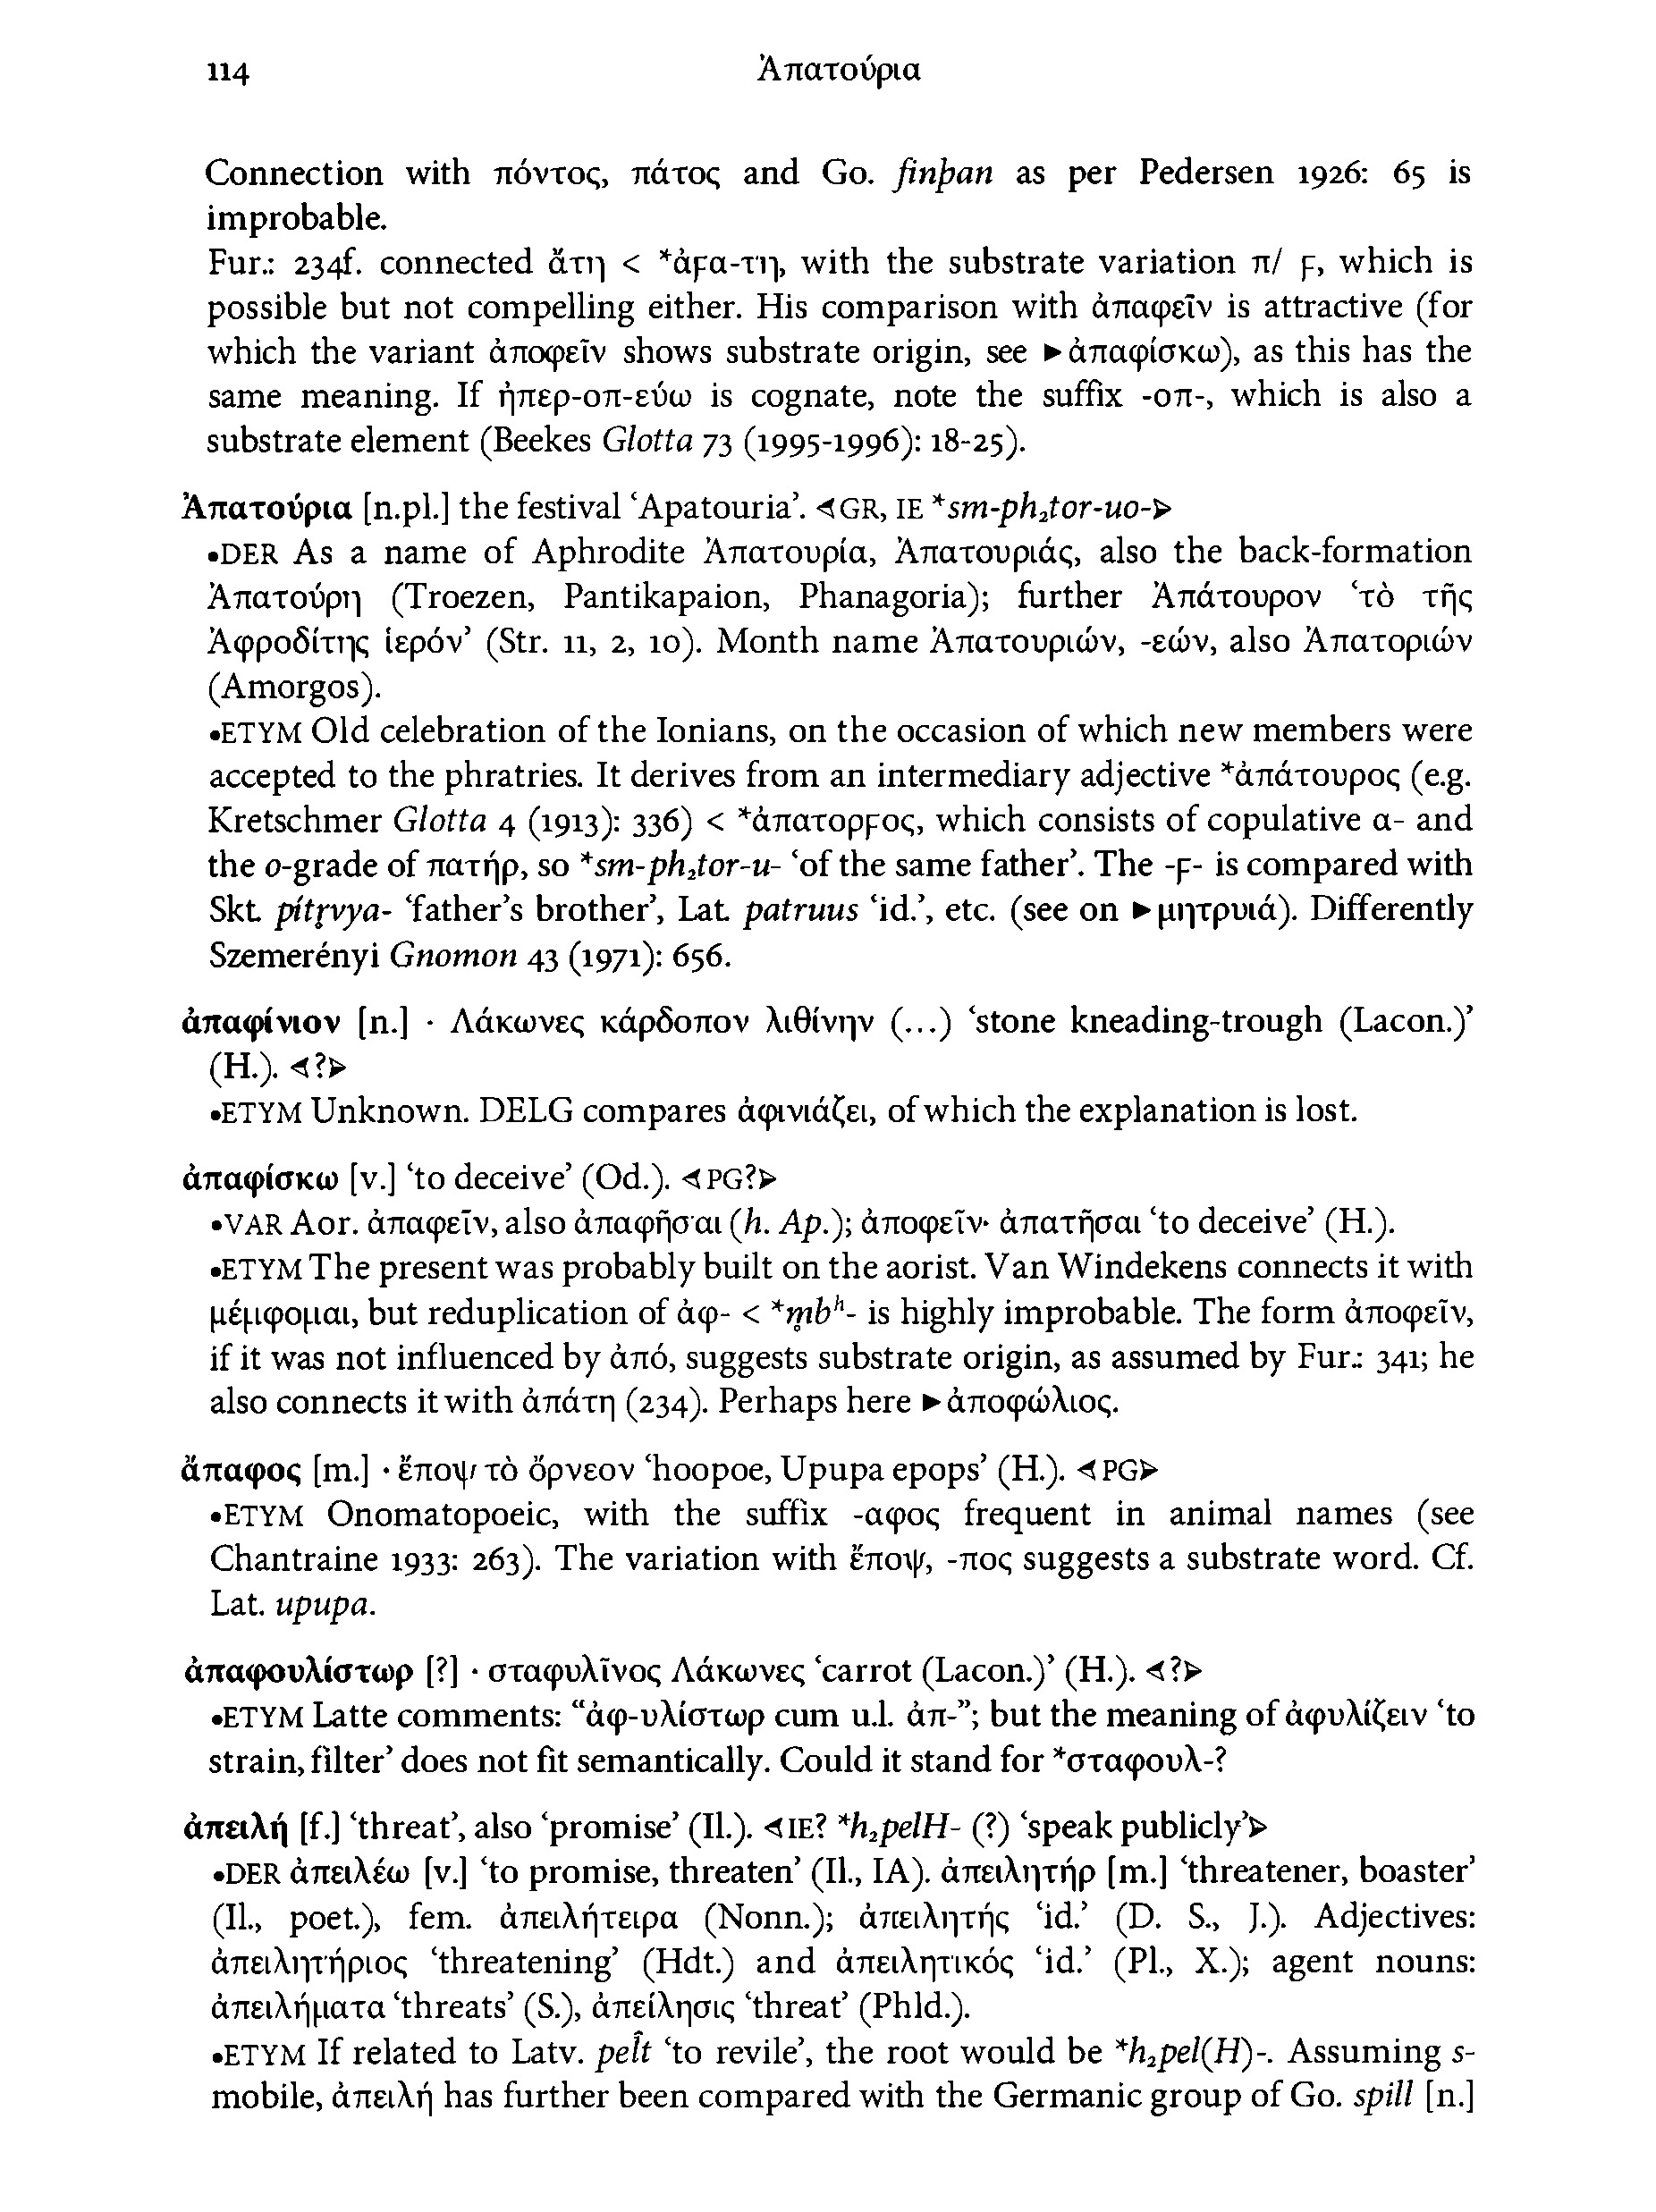 114 Ἀπατούρια
Connection with πόντος, πάτος and Go. finþan as per Pedersen 1926: 65 is
improbable.
Fur.: 234f. connected ἄτη < *ἀϝα-τη, with the substrate variation π/ ϝ, which is
possible but not compelling either. His comparison with ἀπαφεῖν is attractive (for
which the variant ἀποφεῖν shows substrate origin, see ►ἀπαφίσκω), as this has the
same meaning. If ἠπερ-οπ-εύω is cognate, note the suffix -οπ-, which is also a
substrate element (Beekes Glotta 73 (1995-1996): 18-25).
Ἀπατούρια [n.pl.] the festival ‘Apatouria’. ◄GR, IE *sm-ph₂tor-uo-►
•DER As a name of Aphrodite Ἀπατουρία, Ἀπατουριάς, also the back-formation
Ἀπατούρη (Troezen, Pantikapaion, Phanagoria); further Ἀπάτουρον ‘τὸ τῆς
Ἀφροδίτης ἱερόν’ (Str. 11, 2, 10). Month name Ἀπατουριών, -εών, also Ἀπατοριών
(Amorgos).
•ETYM Old celebration of the Ionians, on the occasion of which new members were
accepted to the phratries. It derives from an intermediary adjective *ἀπάτουρος (e.g.
Kretschmer Glotta 4 (1913): 336) < *ἀπατορϝος, which consists of copulative α- and
the o-grade of πατήρ, so *sm-ph₂tor-u- ‘of the same father’. The -ϝ- is compared with
Skt. pítr̥vya- ‘father’s brother’, Lat. patruus ‘id.’, etc. (see on ►μητρυιά). Differently
Szemerényi Gnomon 43 (1971): 656.
ἀπαφίνιον [n.] · Λάκωνες κάρδοπον λιθίνην (...) ‘stone kneading-trough (Lacon.)’
(H.). ◄?►
•ETYM Unknown. DELG compares ἀφινιάζει, of which the explanation is lost.
ἀπαφίσκω [v.] ‘to deceive’ (Od.). ◄PG?►
•VAR Aor. ἀπαφεῖν, also ἀπαφῆσαι (h. Ap.); ἀποφεῖν· ἀπατῆσαι ‘to deceive’ (H.).
•ETYM The present was probably built on the aorist. Van Windekens connects it with
μέμφομαι, but reduplication of ἀφ- < *m̥bʰ- is highly improbable. The form ἀποφεῖν,
if it was not influenced by ἀπό, suggests substrate origin, as assumed by Fur.: 341; he
also connects it with ἀπάτη (234). Perhaps here ►ἀποφώλιος.
ἄπαφος [m.] · ἔποψ τὸ ὄρνεον ‘hoopoe, Upupa epops’ (H.). ◄PG►
•ETYM Onomatopoeic, with the suffix -αφος frequent in animal names (see
Chantraine 1933: 263). The variation with ἔποψ, -πος suggests a substrate word. Cf.
Lat. upupa.
ἀπαφουλίστωρ [?] · σταφυλῖνος Λάκωνες ‘carrot (Lacon.)’ (H.). ◄?►
•ETYM Latte comments: “ἀφ-υλίστωρ cum u.l. ἀπ-”; but the meaning of ἀφυλίζειν ‘to
strain, filter’ does not fit semantically. Could it stand for *σταφουλ-?
ἀπειλή [f.] ‘threat’, also ‘promise’ (Il.). ◄IE? *h₂pelH- (?) ‘speak publicly’►
•DER ἀπειλέω [v.] ‘to promise, threaten’ (Il., IA). ἀπειλητήρ [m.] ‘threatener, boaster’
(Il., poet.), fem. ἀπειλήτειρα (Nonn.); ἀπειλητής ‘id.’ (D. S., J.). Adjectives:
ἀπειλητήριος ‘threatening’ (Hdt.) and ἀπειλητικός ‘id.’ (Pl., X.); agent nouns:
ἀπειλήματα ‘threats’ (S.), ἀπείλησις ‘threat’ (Phld.).
•ETYM If related to Latv. pel̂t ‘to revile’, the root would be *h₂pel(H)-. Assuming s-
mobile, ἀπειλή has further been compared with the Germanic group of Go. spill [n.]